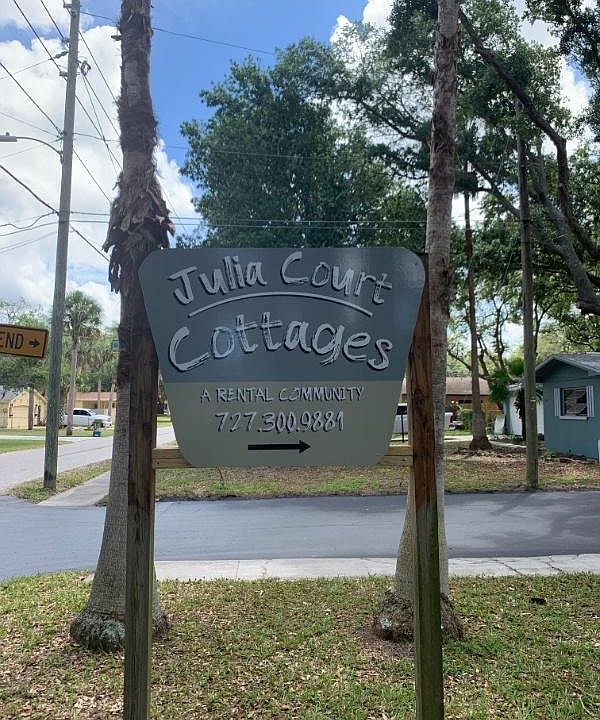 Julia Court
Cottages
A RENTAL COMMUNITY
727.300.9881
END